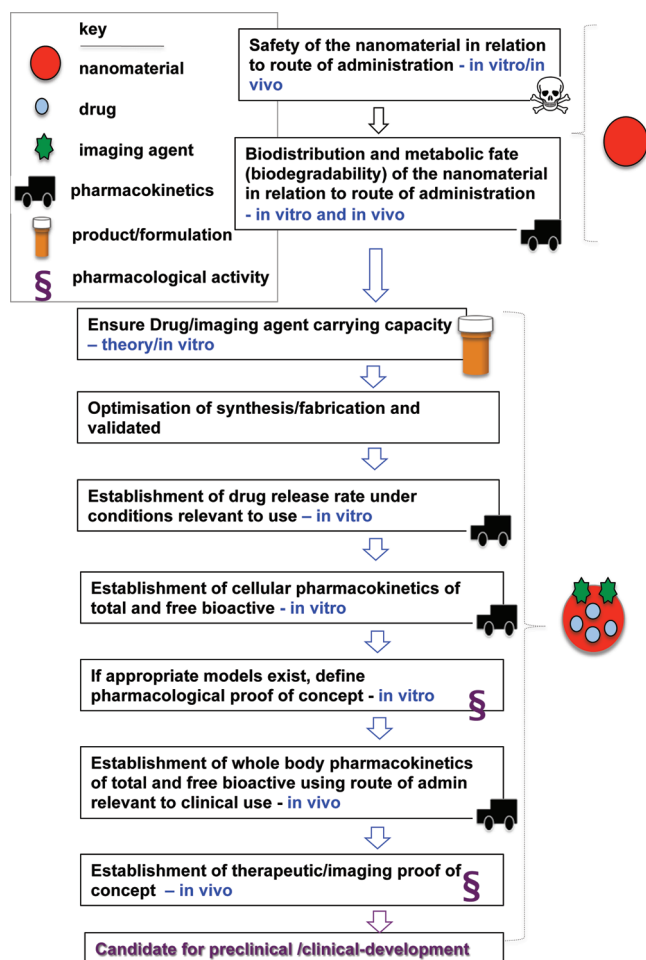 key
nanomaterial
drug
imaging agent
pharmacokinetics
product/formulation
§ pharmacological activity
Safety of the nanomaterial in relation
to route of administration - in vitro/in
vivo
Biodistribution and metabolic fate
(biodegradability) of the nanomaterial
in relation to route of administration
- in vitro and in vivo
Ensure Drug/imaging agent carrying capacity
– theory/in vitro
Optimisation of synthesis/fabrication and
validated
Establishment of drug release rate under
conditions relevant to use – in vitro
Establishment of cellular pharmacokinetics of
total and free bioactive - in vitro
If appropriate models exist, define
pharmacological proof of concept - in vitro §
Establishment of whole body pharmacokinetics
of total and free bioactive using route of admin
relevant to clinical use - in vivo
Establishment of therapeutic/imaging proof of
concept – in vivo §
Candidate for preclinical /clinical-development